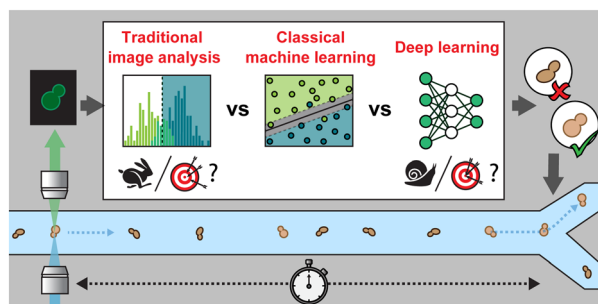 Traditional
image analysis
vs
Classical
machine learning
vs
Deep learning
/ ?
/ ?